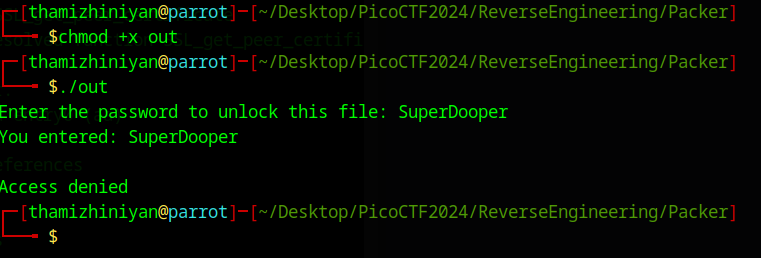 ┌─[thamizhiniyan@parrot]─[~/Desktop/PicoCTF2024/ReverseEngineering/Packer]
└──╼ $chmod +x out
┌─[thamizhiniyan@parrot]─[~/Desktop/PicoCTF2024/ReverseEngineering/Packer]
└──╼ $./out
Enter the password to unlock this file: SuperDooper
You entered: SuperDooper
Access denied
┌─[thamizhiniyan@parrot]─[~/Desktop/PicoCTF2024/ReverseEngineering/Packer]
└──╼ $